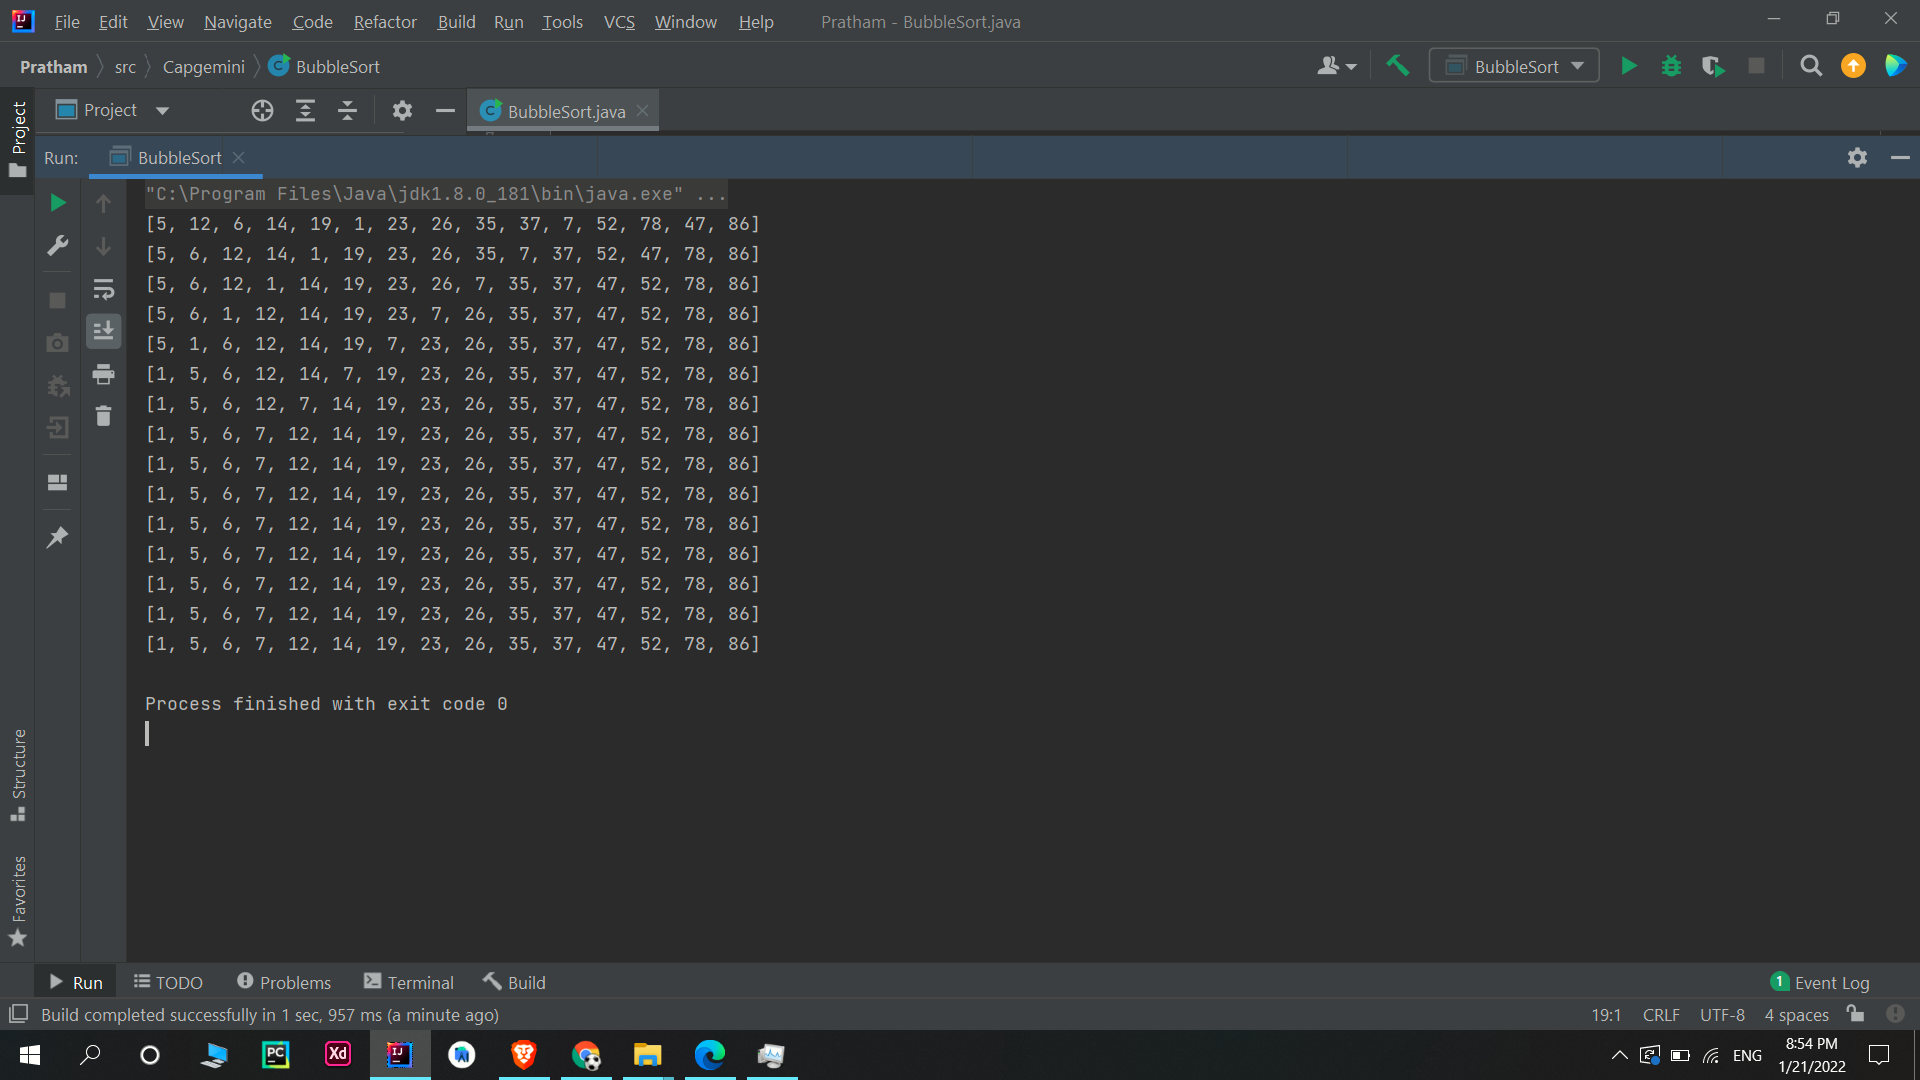 File Edit View Navigate Code Refactor Build Run Tools VCS Window Help Pratham - BubbleSort.java
Pratham src Capgemini BubbleSort BubbleSort
Project BubbleSort.java
Project
Run: BubbleSort
"C:\Program Files\Java\jdk1.8.0_181\bin\java.exe" ...
[5, 12, 6, 14, 19, 1, 23, 26, 35, 37, 7, 52, 78, 47, 86]
[5, 6, 12, 14, 1, 19, 23, 26, 35, 7, 37, 52, 47, 78, 86]
[5, 6, 12, 1, 14, 19, 23, 26, 7, 35, 37, 47, 52, 78, 86]
[5, 6, 1, 12, 14, 19, 23, 7, 26, 35, 37, 47, 52, 78, 86]
[5, 1, 6, 12, 14, 19, 7, 23, 26, 35, 37, 47, 52, 78, 86]
[1, 5, 6, 12, 14, 7, 19, 23, 26, 35, 37, 47, 52, 78, 86]
[1, 5, 6, 12, 7, 14, 19, 23, 26, 35, 37, 47, 52, 78, 86]
[1, 5, 6, 7, 12, 14, 19, 23, 26, 35, 37, 47, 52, 78, 86]
[1, 5, 6, 7, 12, 14, 19, 23, 26, 35, 37, 47, 52, 78, 86]
[1, 5, 6, 7, 12, 14, 19, 23, 26, 35, 37, 47, 52, 78, 86]
[1, 5, 6, 7, 12, 14, 19, 23, 26, 35, 37, 47, 52, 78, 86]
[1, 5, 6, 7, 12, 14, 19, 23, 26, 35, 37, 47, 52, 78, 86]
[1, 5, 6, 7, 12, 14, 19, 23, 26, 35, 37, 47, 52, 78, 86]
[1, 5, 6, 7, 12, 14, 19, 23, 26, 35, 37, 47, 52, 78, 86]
[1, 5, 6, 7, 12, 14, 19, 23, 26, 35, 37, 47, 52, 78, 86]
Process finished with exit code 0
Structure
Favorites
Run TODO Problems Terminal Build 1 Event Log
Build completed successfully in 1 sec, 957 ms (a minute ago) 19:1 CRLF UTF-8 4 spaces
PC Xd IJ ENG 8:54 PM
1/21/2022